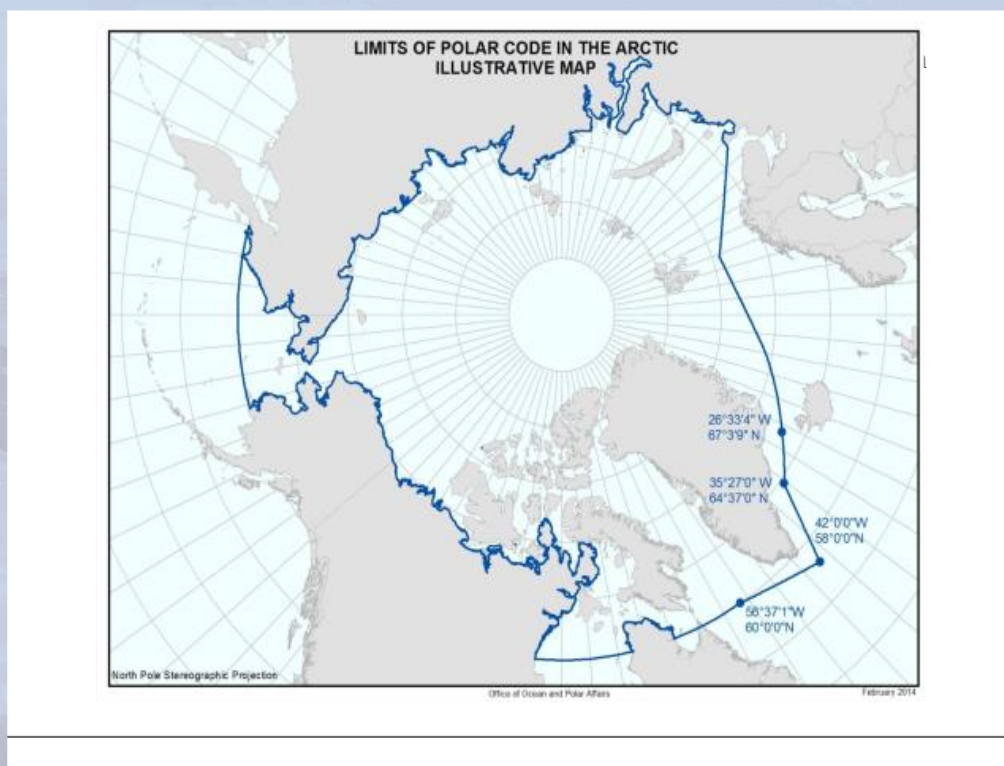 LIMITS OF POLAR CODE IN THE ARCTIC
ILLUSTRATIVE MAP
26°33'4" W
67°3'9" N
35°27'0" W
64°37'0" N
42°0'0"W
58°0'0"N
56°37'1"W
60°0'0"N
North Pole Stereographic Projection
Office of Ocean and Polar Affairs
February 2014